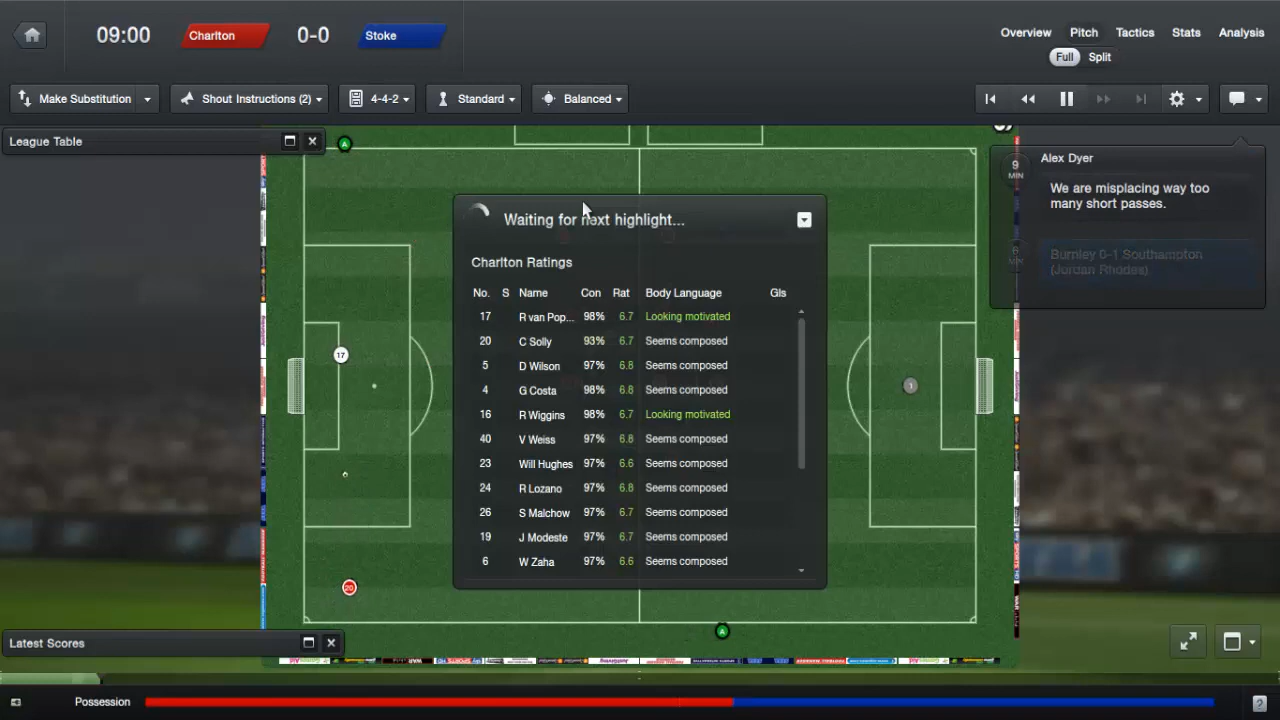 09:00
Charlton
0-0
Stoke
Overview Pitch Tactics Stats Analysis
Full Split
Make Substitution
Shout Instructions (2)
4-4-2
Standard
Balanced
League Table
A
9
MIN
Alex Dyer
We are misplacing way too
many short passes.
MIN
Burnley 0-1 Southampton
(Jordan Rhodes)
Waiting for next highlight...
Charlton Ratings
No. S Name Con Rat Body Language Gls
17 R van Pop... 98% 6.7 Looking motivated
20 C Solly 93% 6.7 Seems composed
5 D Wilson 97% 6.8 Seems composed
4 G Costa 98% 6.8 Seems composed
16 R Wiggins 98% 6.7 Looking motivated
40 V Weiss 97% 6.8 Seems composed
23 Will Hughes 97% 6.6 Seems composed
24 R Lozano 97% 6.8 Seems composed
26 S Malchow 97% 6.7 Seems composed
19 J Modeste 97% 6.7 Seems composed
6 W Zaha 97% 6.6 Seems composed
17
1
20
A
Latest Scores
Possession
?